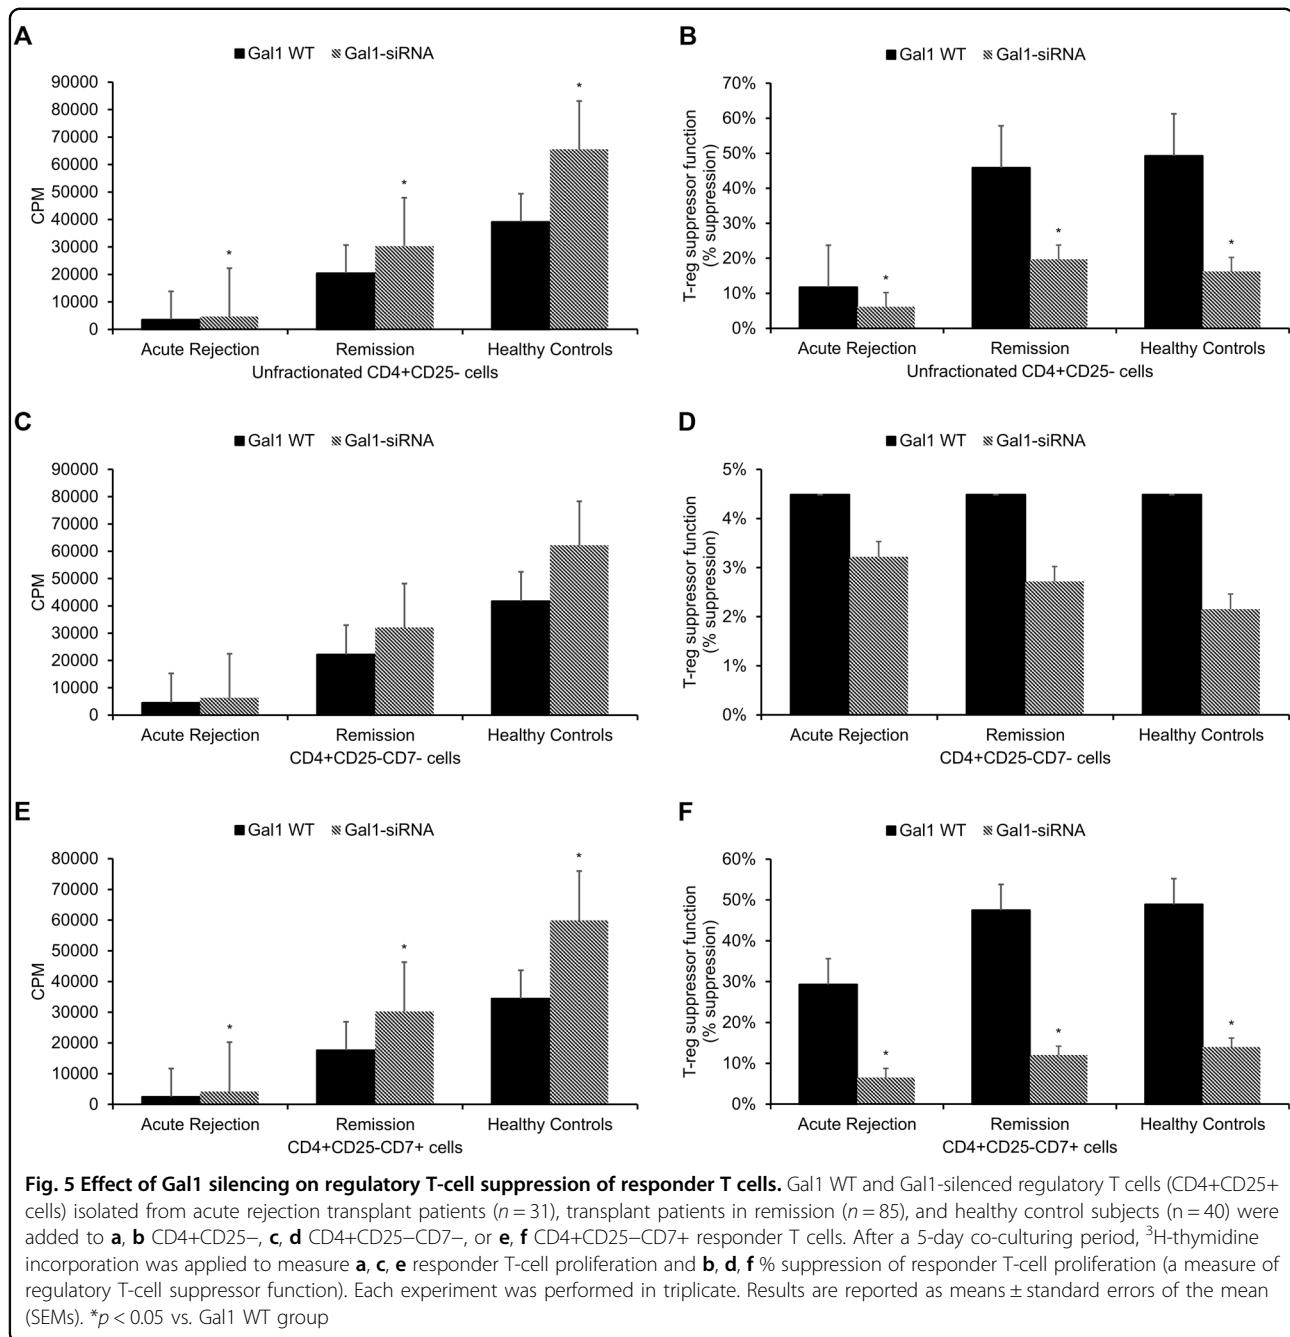 A
Gal1 WT Gal1-siRNA
90000
80000
70000
60000
50000
40000
30000
20000
10000
0
CPM
* * *
Acute Rejection Remission Healthy Controls
Unfractionated CD4+CD25- cells
B
Gal1 WT Gal1-siRNA
70%
60%
50%
40%
30%
20%
10%
0%
T-reg suppressor function
(% suppression)
* * *
Acute Rejection Remission Healthy Controls
Unfractionated CD4+CD25- cells
C
Gal1 WT Gal1-siRNA
90000
80000
70000
60000
50000
40000
30000
20000
10000
0
CPM
Acute Rejection Remission Healthy Controls
CD4+CD25-CD7- cells
D
Gal1 WT Gal1-siRNA
5%
4%
3%
2%
1%
0%
T-reg suppressor function
(% suppression)
Acute Rejection Remission Healthy Controls
CD4+CD25-CD7- cells
E
Gal1 WT Gal1-siRNA
80000
70000
60000
50000
40000
30000
20000
10000
0
CPM
* * *
Acute Rejection Remission Healthy Controls
CD4+CD25-CD7+ cells
F
Gal1 WT Gal1-siRNA
60%
50%
40%
30%
20%
10%
0%
T-reg suppressor function
(% suppression)
* * *
Acute Rejection Remission Healthy Controls
CD4+CD25-CD7+ cells
Fig. 5 Effect of Gal1 silencing on regulatory T-cell suppression of responder T cells. Gal1 WT and Gal1-silenced regulatory T cells (CD4+CD25+
cells) isolated from acute rejection transplant patients (n = 31), transplant patients in remission (n = 85), and healthy control subjects (n = 40) were
added to a, b CD4+CD25−, c, d CD4+CD25−CD7−, or e, f CD4+CD25−CD7+ responder T cells. After a 5-day co-culturing period, ³H-thymidine
incorporation was applied to measure a, c, e responder T-cell proliferation and b, d, f % suppression of responder T-cell proliferation (a measure of
regulatory T-cell suppressor function). Each experiment was performed in triplicate. Results are reported as means ± standard errors of the mean
(SEMs). *p < 0.05 vs. Gal1 WT group